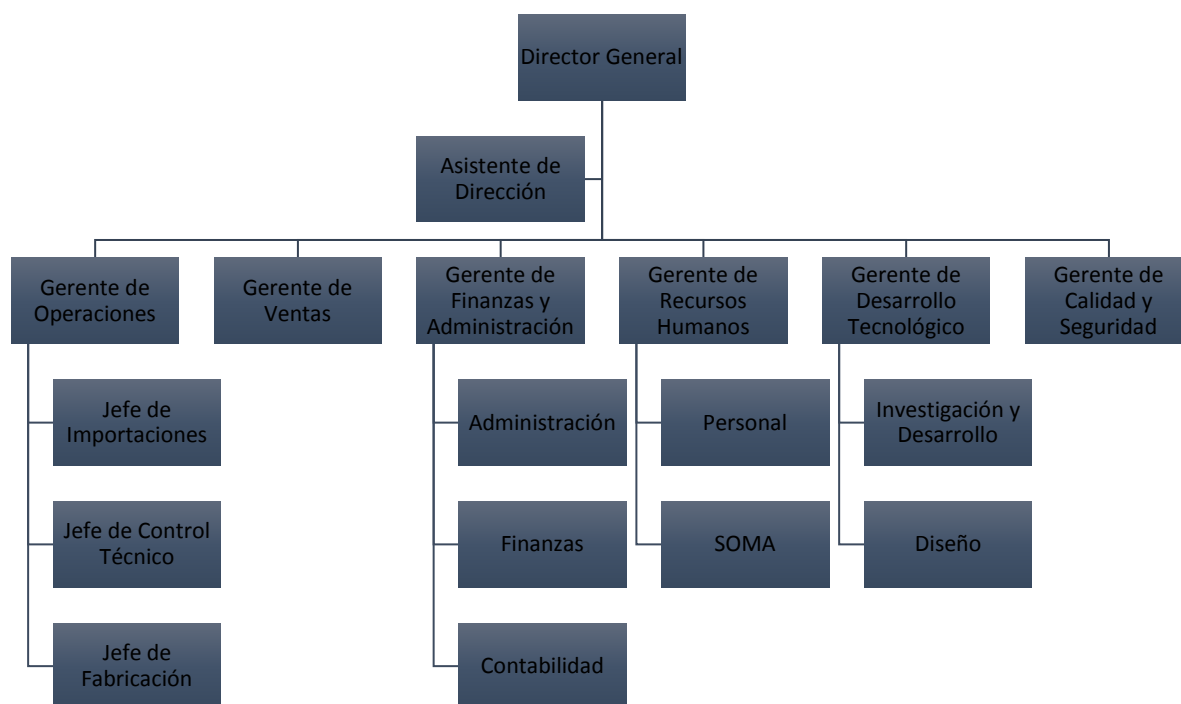 Director General
Asistente de
Dirección
Gerente de
Operaciones
Gerente de
Ventas
Gerente de
Finanzas y
Administración
Gerente de
Recursos
Humanos
Gerente de
Desarrollo
Tecnológico
Gerente de
Calidad y
Seguridad
Jefe de
Importaciones
Administración
Personal
Investigación y
Desarrollo
Jefe de Control
Técnico
Finanzas
SOMA
Diseño
Jefe de
Fabricación
Contabilidad